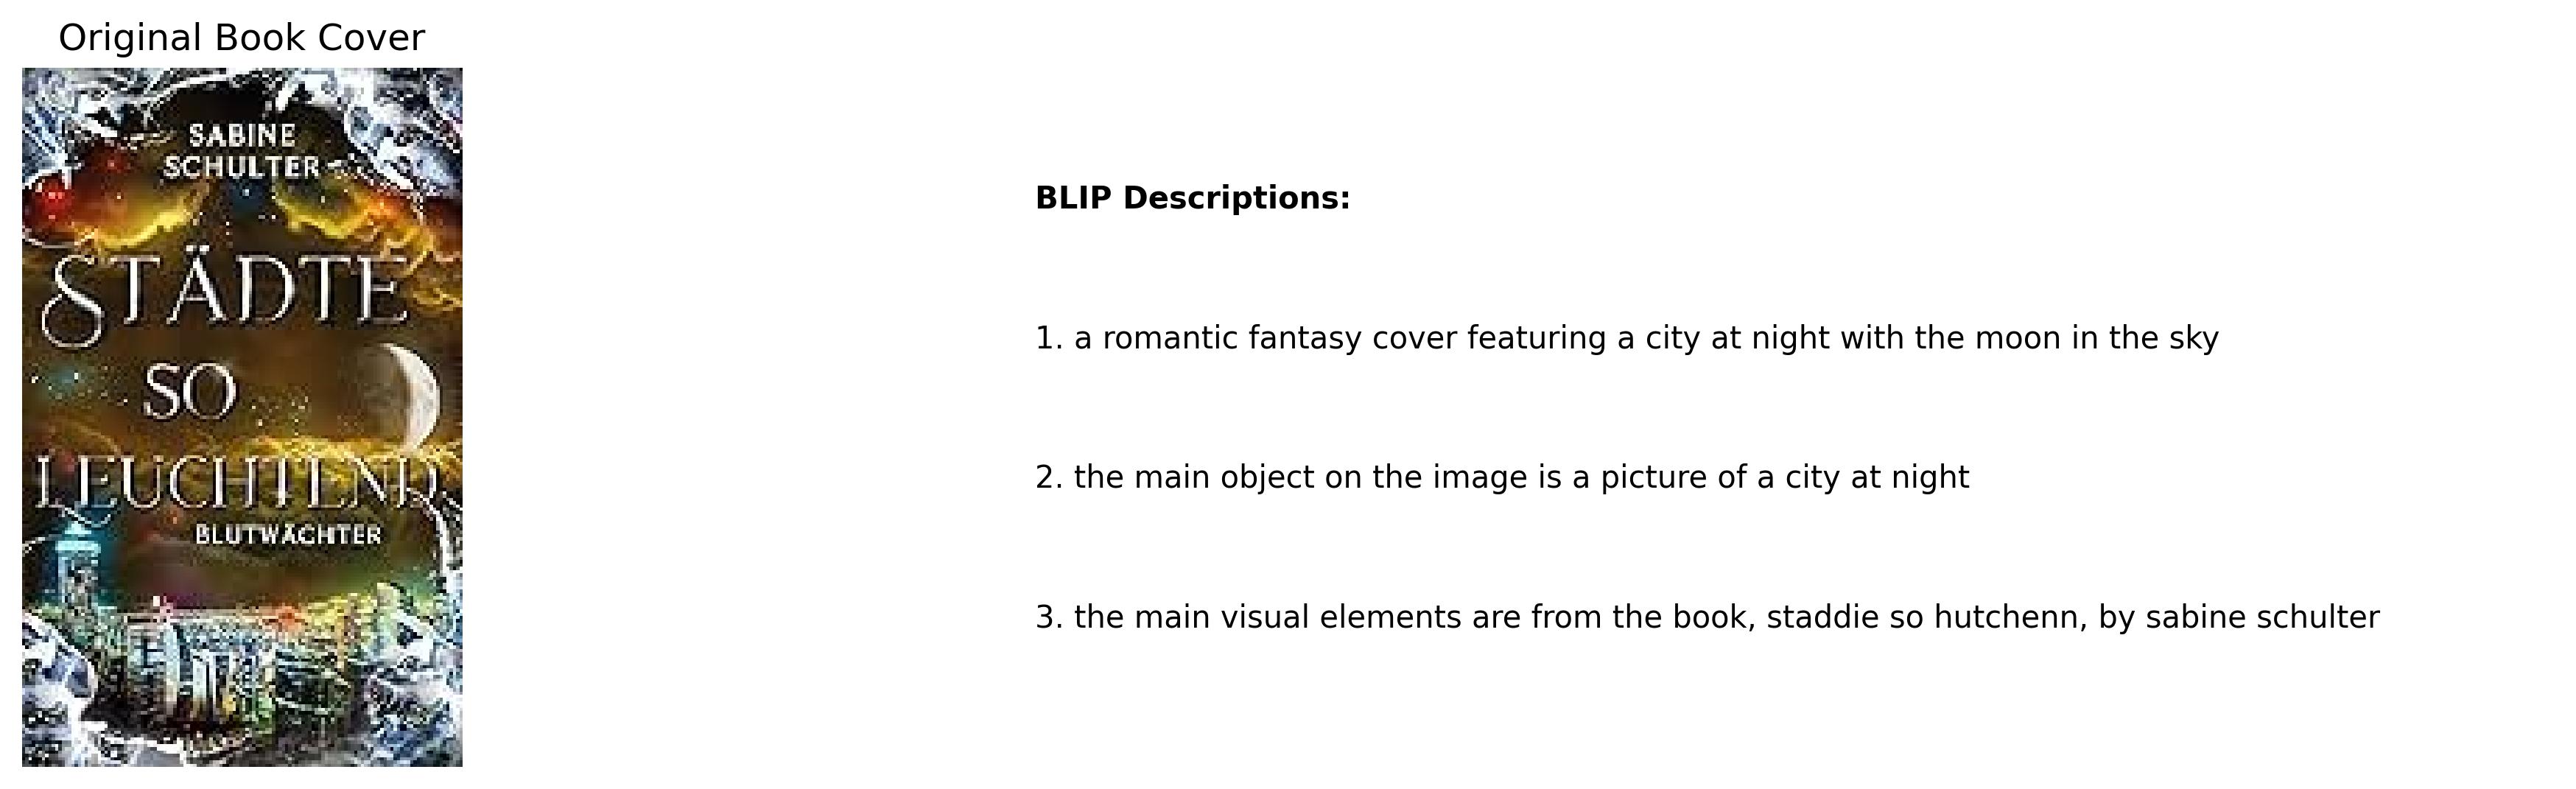 Original Book Cover
SABINE
SCHULTER
STÄDTE
SO
LEUCHTEND
BLUTWÄCHTER
BLIP Descriptions:
1. a romantic fantasy cover featuring a city at night with the moon in the sky
2. the main object on the image is a picture of a city at night
3. the main visual elements are from the book, staddie so hutchenn, by sabine schulter